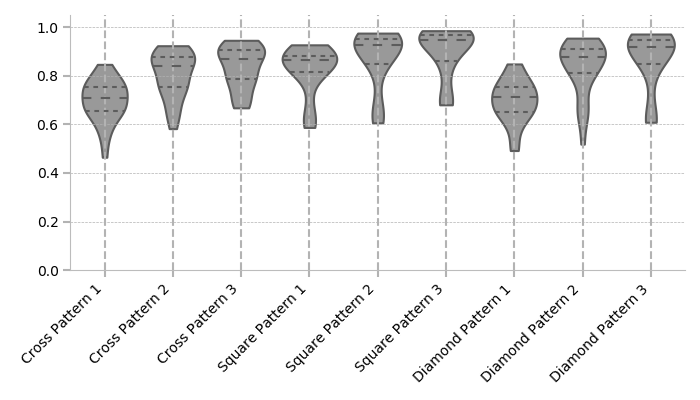 1.0
0.8
0.6
0.4
0.2
0.0
Cross Pattern 1
Cross Pattern 2
Cross Pattern 3
Square Pattern 1
Square Pattern 2
Square Pattern 3
Diamond Pattern 1
Diamond Pattern 2
Diamond Pattern 3